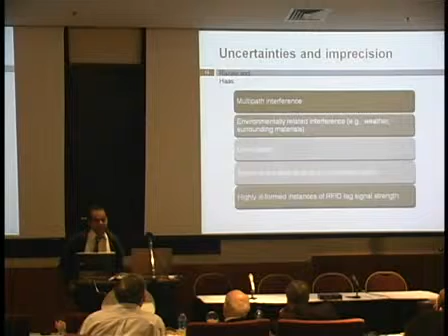 Uncertainties and imprecision
Haas
Multipath interference
Environmentally related interference (e.g., weather,
surrounding materials)
Highly deformed instances of RFID tag signal strength